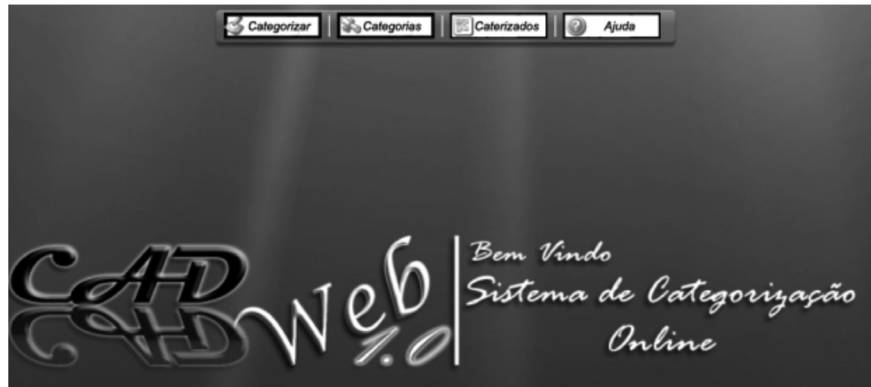 Categorizar Categorias Caterizados Ajuda
CAD
Web
1.0
Bem Vindo
Sistema de Categorização
Online